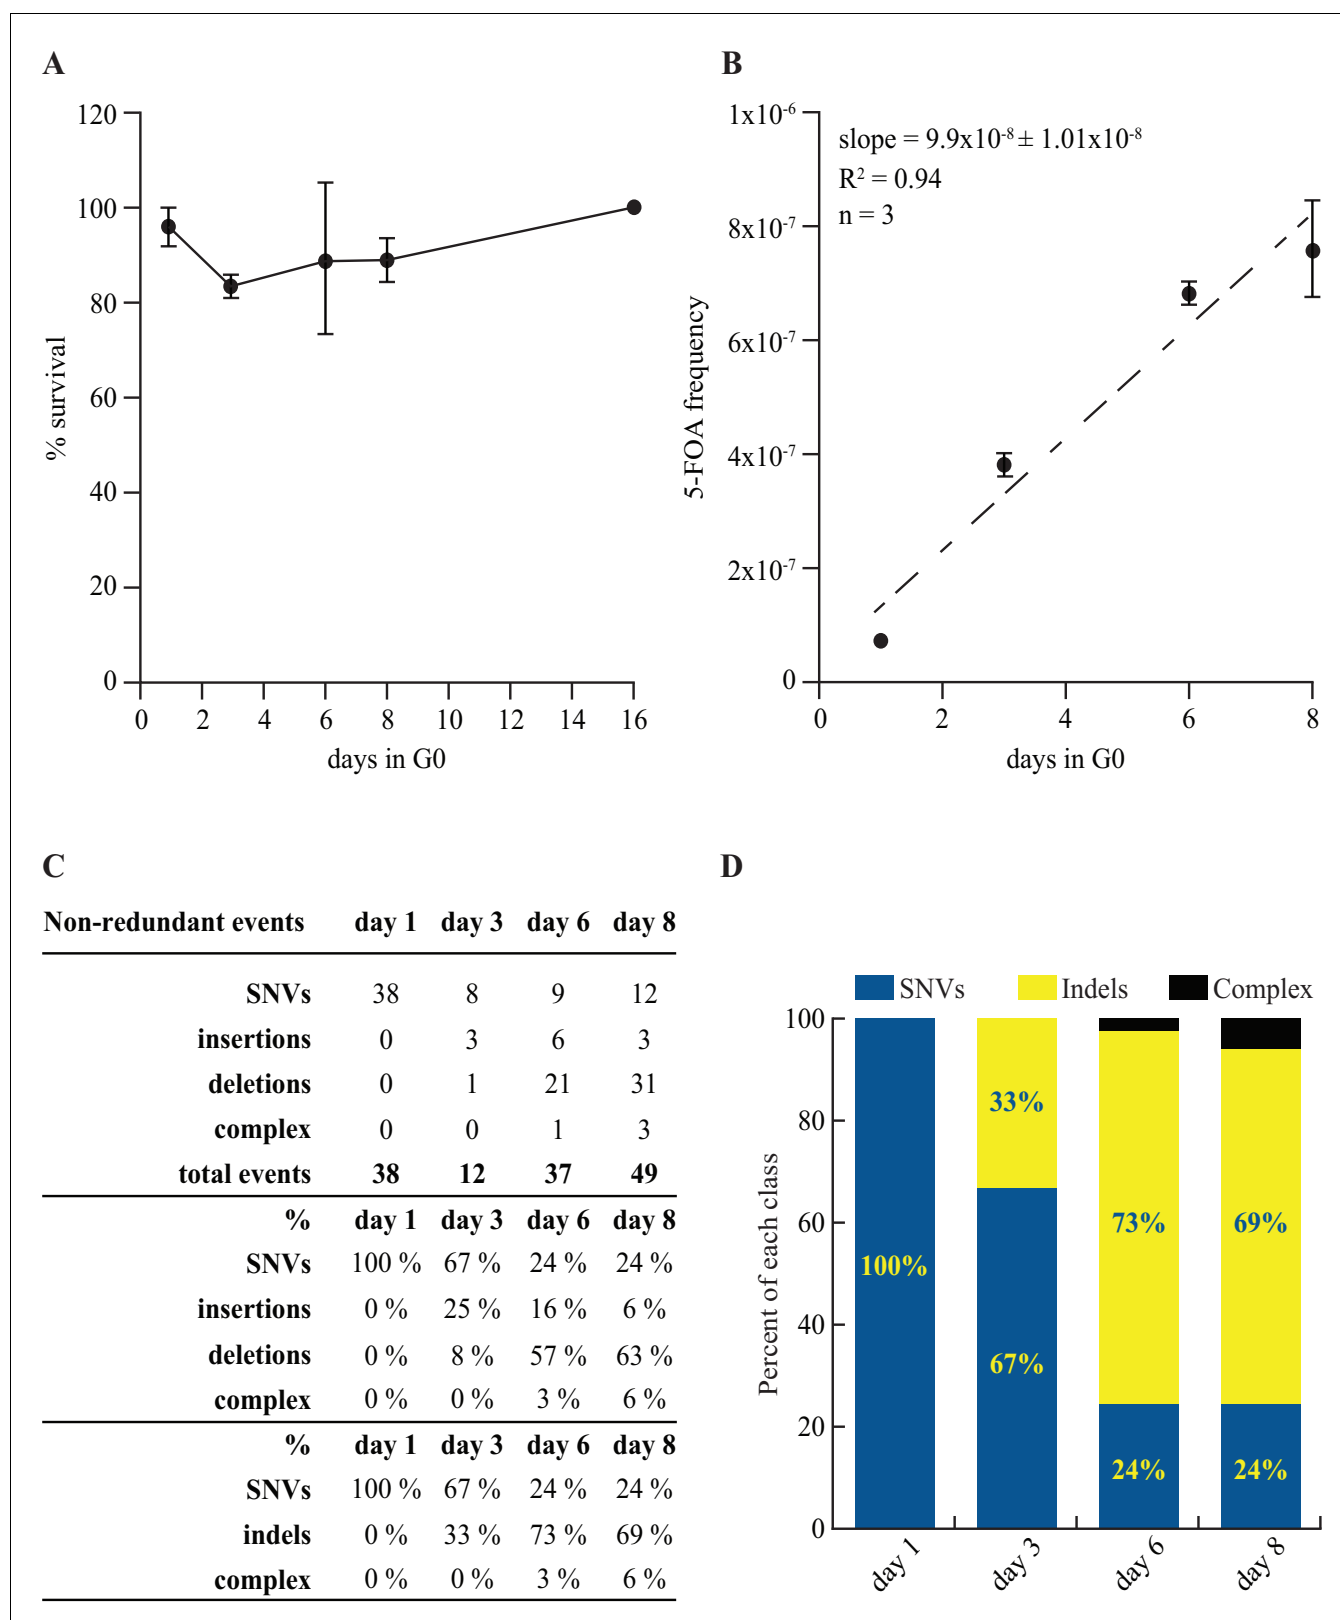 A
120
100
80
60
40
20
0
% survival
0 2 4 6 8 10 12 14 16
days in G0
B
1x10⁻⁶
8x10⁻⁷
6x10⁻⁷
4x10⁻⁷
2x10⁻⁷
0
5-FOA frequency
slope = 9.9x10⁻⁸ ± 1.01x10⁻⁸
R² = 0.94
n = 3
0 2 4 6 8
days in G0
C
Non-redundant events day 1 day 3 day 6 day 8
SNVs 38 8 9 12
insertions 0 3 6 3
deletions 0 1 21 31
complex 0 0 1 3
total events 38 12 37 49
% day 1 day 3 day 6 day 8
SNVs 100 % 67 % 24 % 24 %
insertions 0 % 25 % 16 % 6 %
deletions 0 % 8 % 57 % 63 %
complex 0 % 0 % 3 % 6 %
% day 1 day 3 day 6 day 8
SNVs 100 % 67 % 24 % 24 %
indels 0 % 33 % 73 % 69 %
complex 0 % 0 % 3 % 6 %
D
SNVs Indels Complex
100
80
60
40
20
0
Percent of each class
100%
33%
67%
73%
24%
69%
24%
day 1 day 3 day 6 day 8